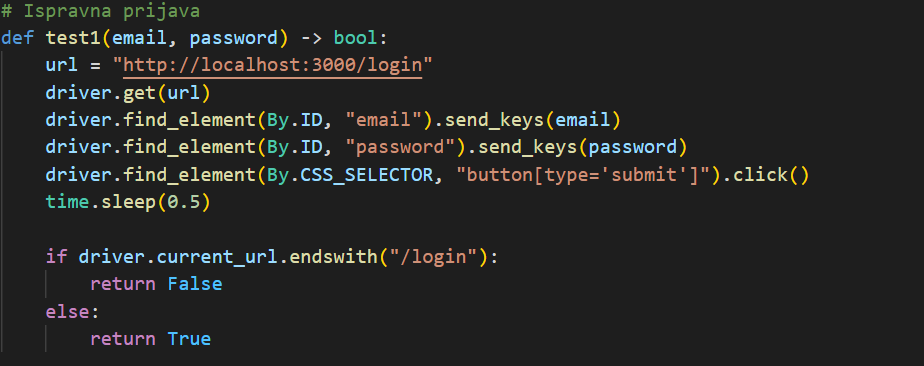 # Ispravna prijava
def test1(email, password) -> bool:
    url = "http://localhost:3000/login"
    driver.get(url)
    driver.find_element(By.ID, "email").send_keys(email)
    driver.find_element(By.ID, "password").send_keys(password)
    driver.find_element(By.CSS_SELECTOR, "button[type='submit']").click()
    time.sleep(0.5)

    if driver.current_url.endswith("/login"):
        return False
    else:
        return True